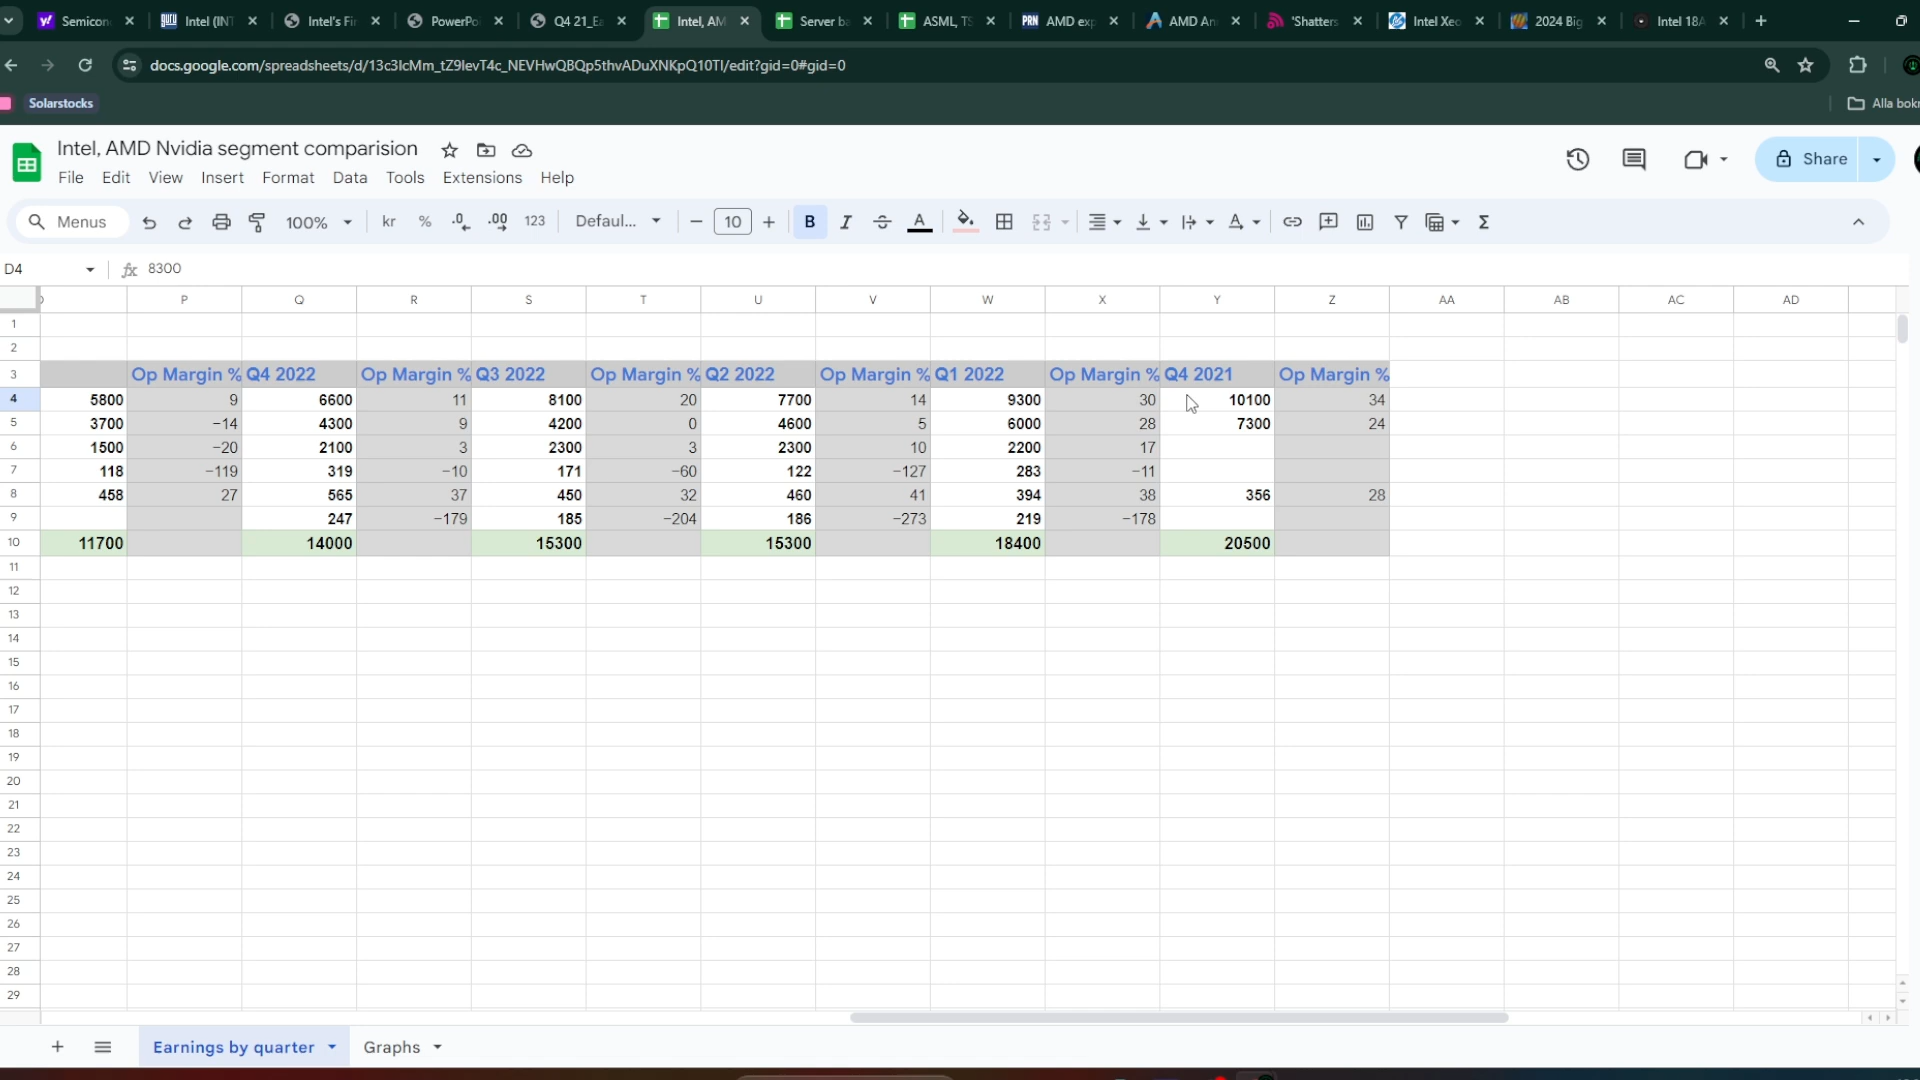 Semicon
Intel (INT
Intel's Fir
PowerPo
Q4 21_Ea
Intel, AM
Server ba
ASML, TS
AMD exp
AMD An
'Shatters
Intel Xeo
2024 Big
Intel 18A
docs.google.com/spreadsheets/d/13c3IcMm_tZ9IevT4c_NEVHwQBQp5thvADuXNKpQ10TI/edit?gid=0#gid=0
Solarstocks
Alla bokn
Intel, AMD Nvidia segment comparision
File Edit View Insert Format Data Tools Extensions Help
Share
Menus 100% kr % .0 .00 123 Defaul... 10 B I A
D4 fx 8300
P Q R S T U V W X Y Z AA AB AC AD
1
2
3 Op Margin % Q4 2022 Op Margin % Q3 2022 Op Margin % Q2 2022 Op Margin % Q1 2022 Op Margin % Q4 2021 Op Margin %
4 5800 9 6600 11 8100 20 7700 14 9300 30 10100 34
5 3700 -14 4300 9 4200 0 4600 5 6000 28 7300 24
6 1500 -20 2100 3 2300 3 2300 10 2200 17
7 118 -119 319 -10 171 -60 122 -127 283 -11
8 458 27 565 37 450 32 460 41 394 38 356 28
9 247 -179 185 -204 186 -273 219 -178
10 11700 14000 15300 15300 18400 20500
11
12
13
14
15
16
17
18
19
20
21
22
23
24
25
26
27
28
29
Earnings by quarter
Graphs